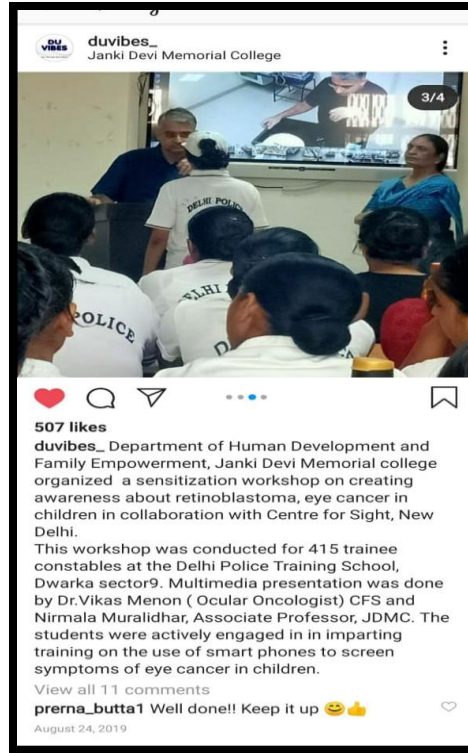 DU
VIBES
duvibes_
Janki Devi Memorial College
3/4
DELHI POLICE
POLICE
507 likes
duvibes_ Department of Human Development and
Family Empowerment, Janki Devi Memorial college
organized a sensitization workshop on creating
awareness about retinoblastoma, eye cancer in
children in collaboration with Centre for Sight, New
Delhi.
This workshop was conducted for 415 trainee
constables at the Delhi Police Training School,
Dwarka sector9. Multimedia presentation was done
by Dr.Vikas Menon ( Ocular Oncologist) CFS and
Nirmala Muralidhar, Associate Professor, JDMC. The
students were actively engaged in in imparting
training on the use of smart phones to screen
symptoms of eye cancer in children.
View all 11 comments
prerna_butta1 Well done!! Keep it up 😄👍
August 24, 2019